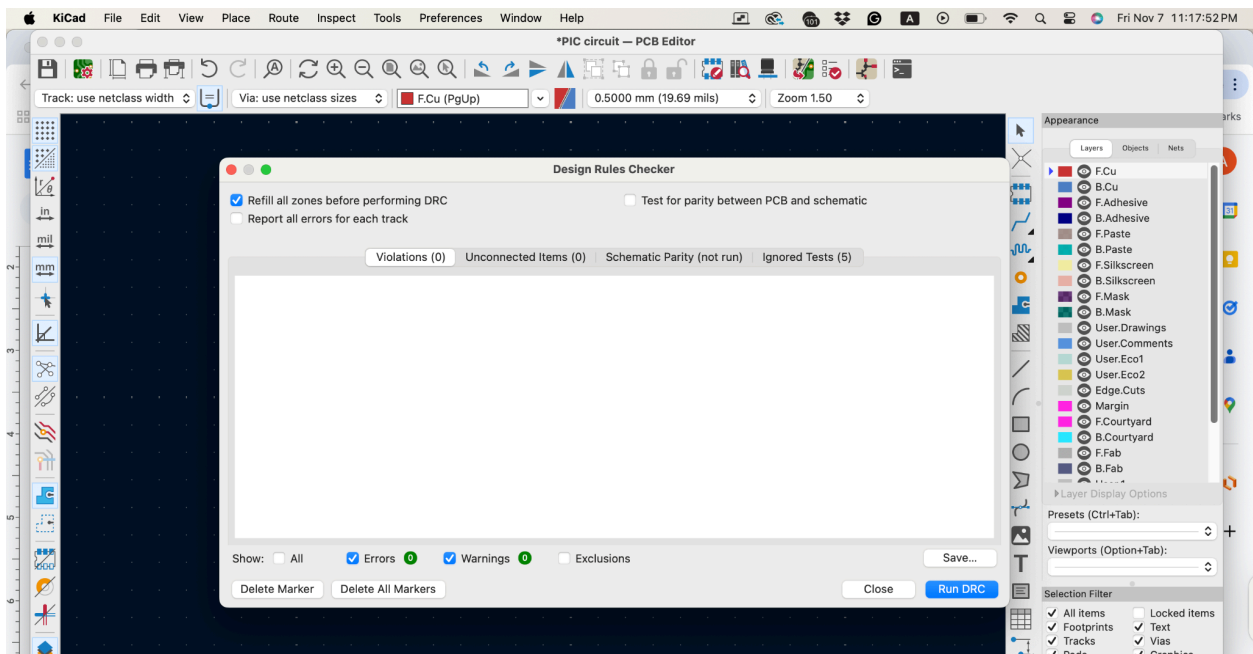 KiCad File Edit View Place Route Inspect Tools Preferences Window Help
101
A
Fri Nov 7 11:17:52 PM
*PIC circuit — PCB Editor
Track: use netclass width
Via: use netclass sizes
F.Cu (PgUp)
0.5000 mm (19.69 mils)
Zoom 1.50
in
mil
mm
Design Rules Checker
Refill all zones before performing DRC
Test for parity between PCB and schematic
Report all errors for each track
Violations (0) Unconnected Items (0) Schematic Parity (not run) Ignored Tests (5)
Show: All Errors 0 Warnings 0 Exclusions
Save...
Delete Marker Delete All Markers Close Run DRC
Appearance
Layers Objects Nets
F.Cu
B.Cu
F.Adhesive
B.Adhesive
F.Paste
B.Paste
F.Silkscreen
B.Silkscreen
F.Mask
B.Mask
User.Drawings
User.Comments
User.Eco1
User.Eco2
Edge.Cuts
Margin
F.Courtyard
B.Courtyard
F.Fab
B.Fab
Layer Display Options
Presets (Ctrl+Tab):
Viewports (Option+Tab):
Selection Filter
All items Locked items
Footprints Text
Tracks Vias
31
2
3
4
5
6